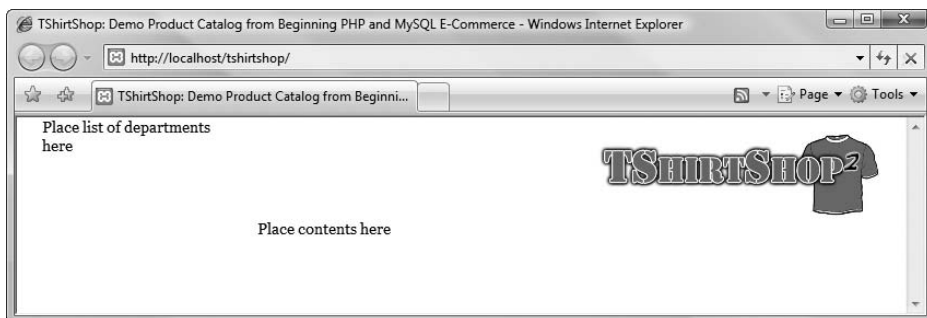 TShirtShop: Demo Product Catalog from Beginning PHP and MySQL E-Commerce - Windows Internet Explorer
http://localhost/tshirtshop/
TShirtShop: Demo Product Catalog from Beginni...
Page
Tools
Place list of departments
here
TShirtShop²
Place contents here